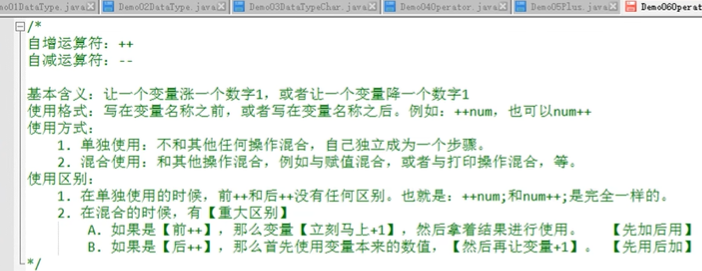 mo01DataType.java Demo02DataType.java Demo03DataTypeChar.java Demo04Operator.java Demo05Plus.java Demo06Operat
/*
自增运算符：++
自减运算符：--
基本含义：让一个变量涨一个数字1，或者让一个变量降一个数字1
使用格式：写在变量名称之前，或者写在变量名称之后。例如：++num，也可以num++
使用方式：
1. 单独使用：不和其他任何操作混合，自己独立成为一个步骤。
2. 混合使用：和其他操作混合，例如与赋值混合，或者与打印操作混合，等。
使用区别：
1. 在单独使用的时候，前++和后++没有任何区别。也就是：++num;和num++;是完全一样的。
2. 在混合的时候，有【重大区别】
A. 如果是【前++】，那么变量【立刻马上+1】，然后拿着结果进行使用。 【先加后用】
B. 如果是【后++】，那么首先使用变量本来的数值，【然后再让变量+1】。 【先用后加】
*/